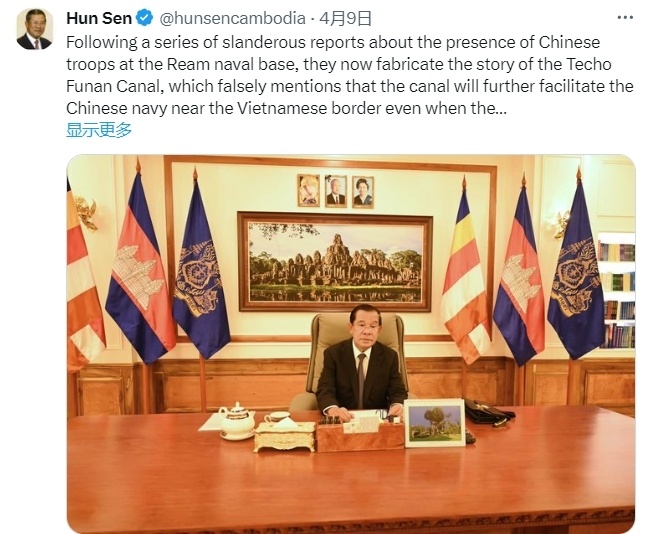 Hun Sen @hunsencambodia · 4月9日
Following a series of slanderous reports about the presence of Chinese
troops at the Ream naval base, they now fabricate the story of the Techo
Funan Canal, which falsely mentions that the canal will further facilitate the
Chinese navy near the Vietnamese border even when the...
显示更多